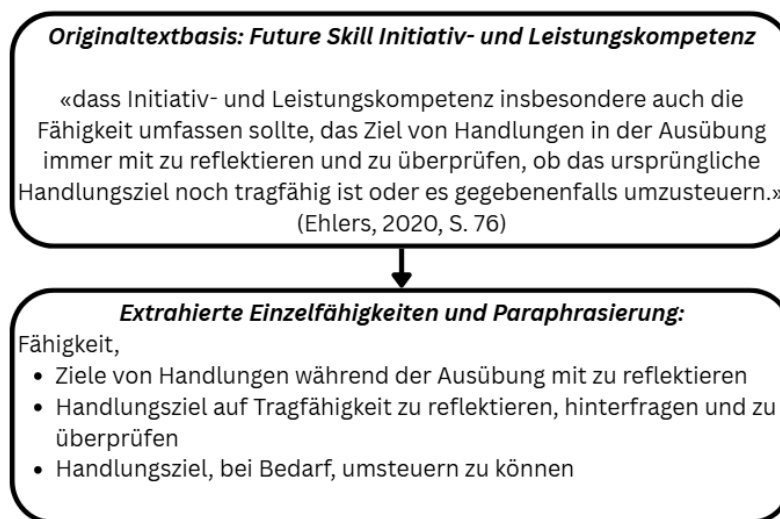 Originaltextbasis: Future Skill Initiativ- und Leistungskompetenz
«dass Initiativ- und Leistungskompetenz insbesondere auch die
Fähigkeit umfassen sollte, das Ziel von Handlungen in der Ausübung
immer mit zu reflektieren und zu überprüfen, ob das ursprüngliche
Handlungsziel noch tragfähig ist oder es gegebenenfalls umzusteuern.»
(Ehlers, 2020, S. 76)
Extrahierte Einzelfähigkeiten und Paraphrasierung:
Fähigkeit,
• Ziele von Handlungen während der Ausübung mit zu reflektieren
• Handlungsziel auf Tragfähigkeit zu reflektieren, hinterfragen und zu
überprüfen
• Handlungsziel, bei Bedarf, umsteuern zu können